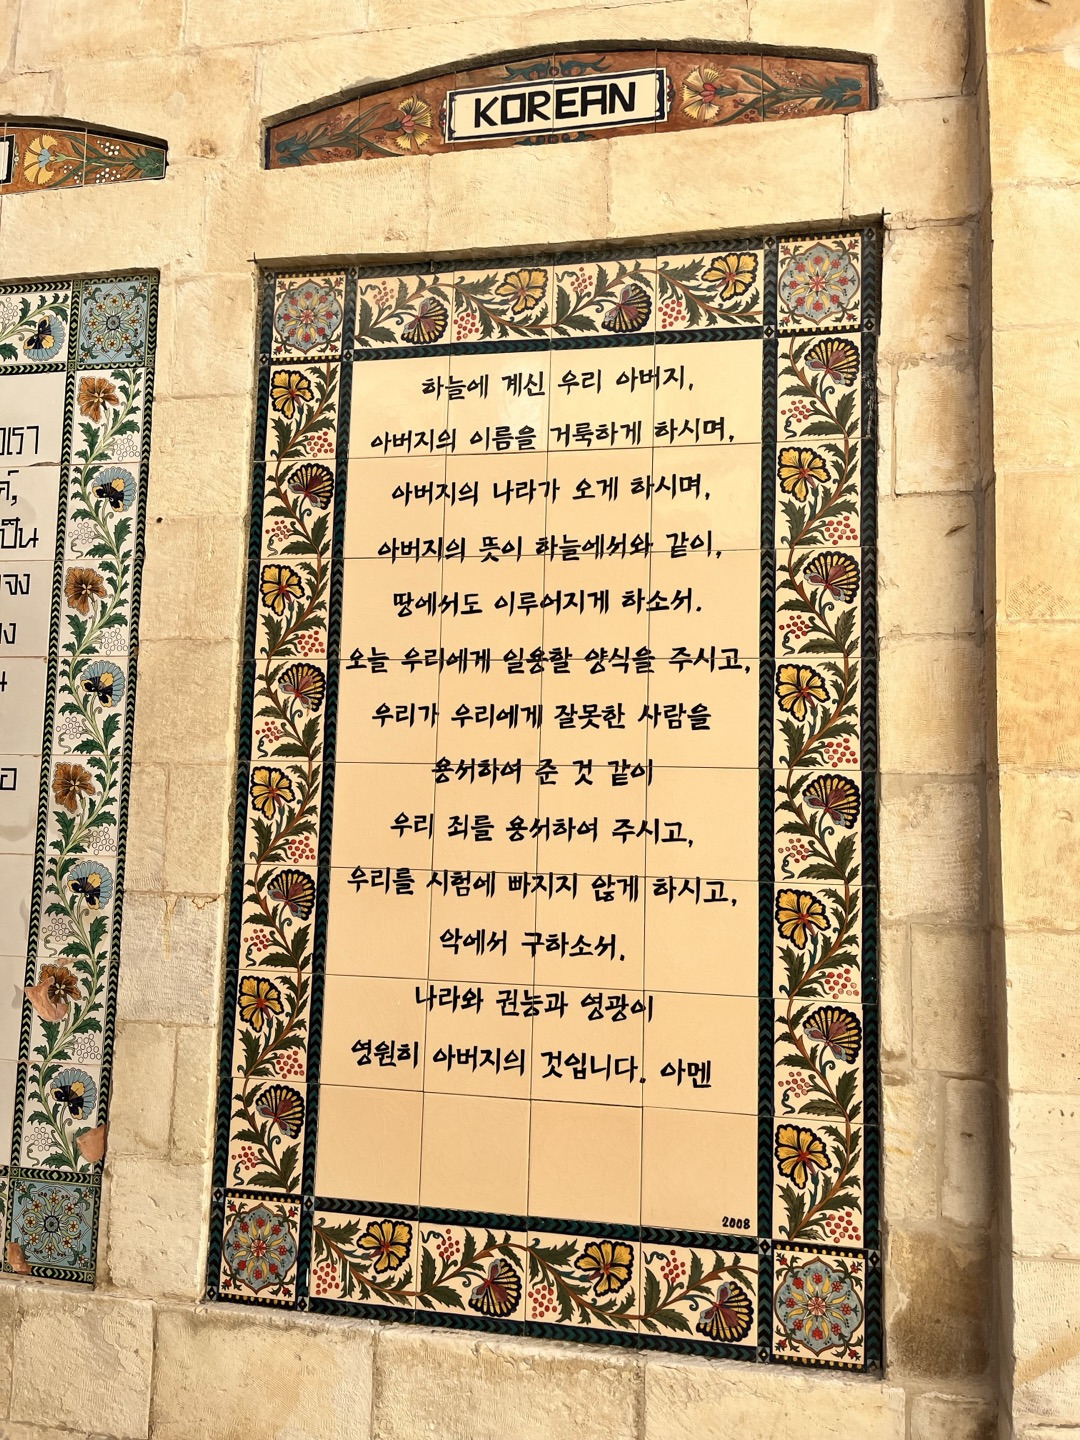 KOREAN
하늘에 계신 우리 아버지,
아버지의 이름을 거룩하게 하시며,
아버지의 나라가 오게 하시며,
아버지의 뜻이 하늘에서와 같이,
땅에서도 이루어지게 하소서.
오늘 우리에게 일용할 양식을 주시고,
우리가 우리에게 잘못한 사람을
용서하여 준 것 같이
우리 죄를 용서하여 주시고,
우리를 시험에 빠지지 않게 하시고,
악에서 구하소서.
나라와 권능과 영광이
영원히 아버지의 것입니다. 아멘
2008